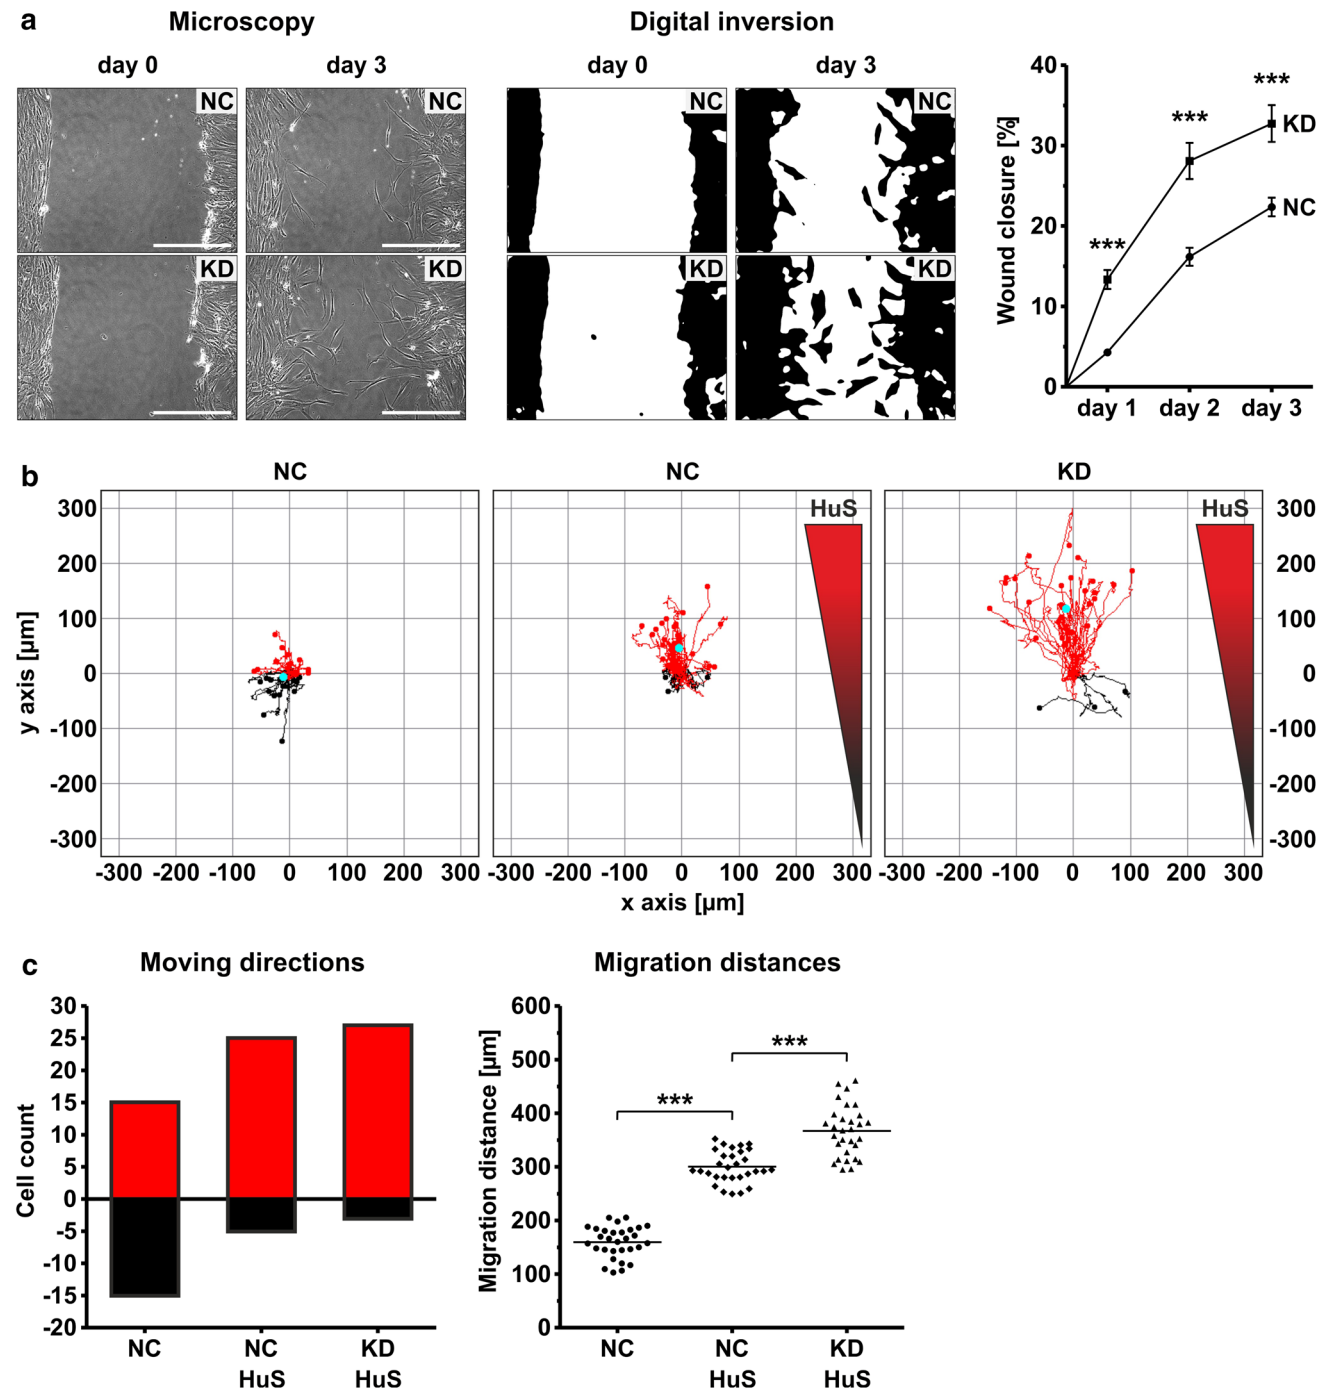 a
Microscopy
Digital inversion
day 0
day 3
day 0
day 3
NC
NC
NC
NC
KD
KD
KD
KD
Wound closure [%]
40
30
20
10
0
***
***
***
KD
NC
day 1
day 2
day 3
b
NC
NC
KD
HuS
HuS
y axis [µm]
300
200
100
0
-100
-200
-300
300
200
100
0
-100
-200
-300
-300 -200 -100 0 100 200 300
-300 -200 -100 0 100 200 300
-300 -200 -100 0 100 200 300
x axis [µm]
c
Moving directions
Cell count
30
25
20
15
10
5
0
-5
-10
-15
-20
NC
NC
HuS
KD
HuS
Migration distances
Migration distance [µm]
600
500
400
300
200
100
0
***
***
NC
NC
HuS
KD
HuS